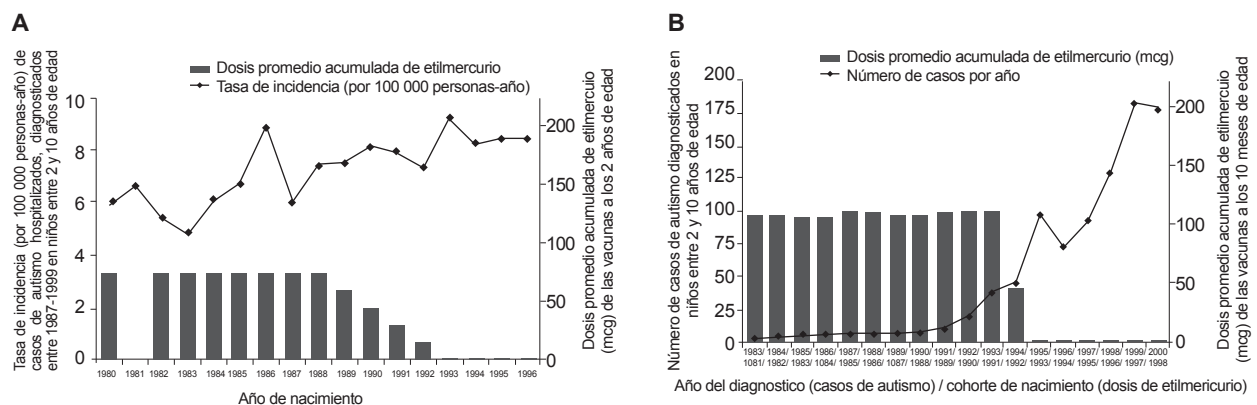 A
Tasa de incidencia (por 100 000 personas-año) de
casos de autismo hospitalizados, diagnosticados
entre 1987-1999 en niños entre 2 y 10 años de edad
Dosis promedio acumulada de etilmercurio
Tasa de incidencia (por 100 000 personas-año)
10
8
6
4
2
0
200
150
100
50
0
Dosis promedio acumulada de etilmercuio
(mcg) de las vacunas a los 2 años de edad
1980 1981 1982 1983 1984 1985 1986 1987 1988 1989 1990 1991 1992 1993 1994 1995 1996
Año de nacimiento
B
Número de casos de autismo diagnosticados en
niños entre 2 y 10 años de edad
Dosis promedio acumulada de etilmercurio (mcg)
Número de casos por año
200
175
150
125
100
75
50
25
0
200
150
100
50
0
Dosis promedio acumulada de etilmercurio
(mcg) de las vacunas a los 10 meses de edad
1983/ 1984/ 1985/ 1986/ 1987/ 1988/ 1989/ 1990/ 1991/ 1992/ 1993/ 1994/ 1995/ 1996/ 1997/ 1998/ 1999/ 2000
1081/ 1982/ 1983/ 1984/ 1985/ 1986/ 1087/ 1988/ 1989/ 1990/ 1991/ 1992/ 1993/ 1994/ 1995/ 1996/ 1997/ 1998
Año del diagnostico (casos de autismo) / cohorte de nacimiento (dosis de etilmericurio)